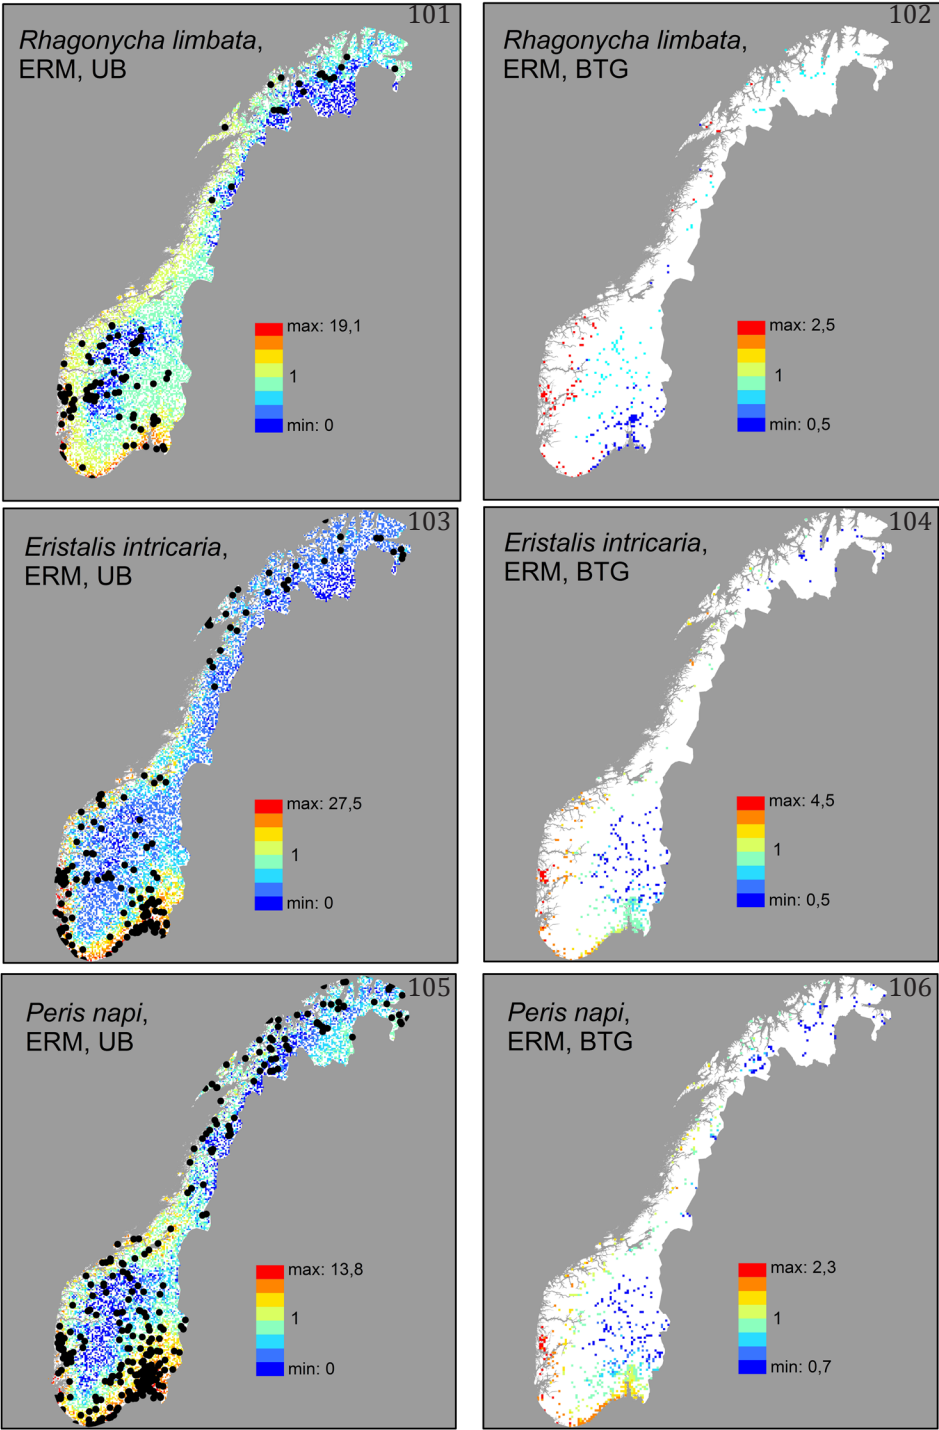 101
Rhagonycha limbata,
ERM, UB
max: 19,1
1
min: 0
102
Rhagonycha limbata,
ERM, BTG
max: 2,5
1
min: 0,5
103
Eristalis intricaria,
ERM, UB
max: 27,5
1
min: 0
104
Eristalis intricaria,
ERM, BTG
max: 4,5
1
min: 0,5
105
Peris napi,
ERM, UB
max: 13,8
1
min: 0
106
Peris napi,
ERM, BTG
max: 2,3
1
min: 0,7